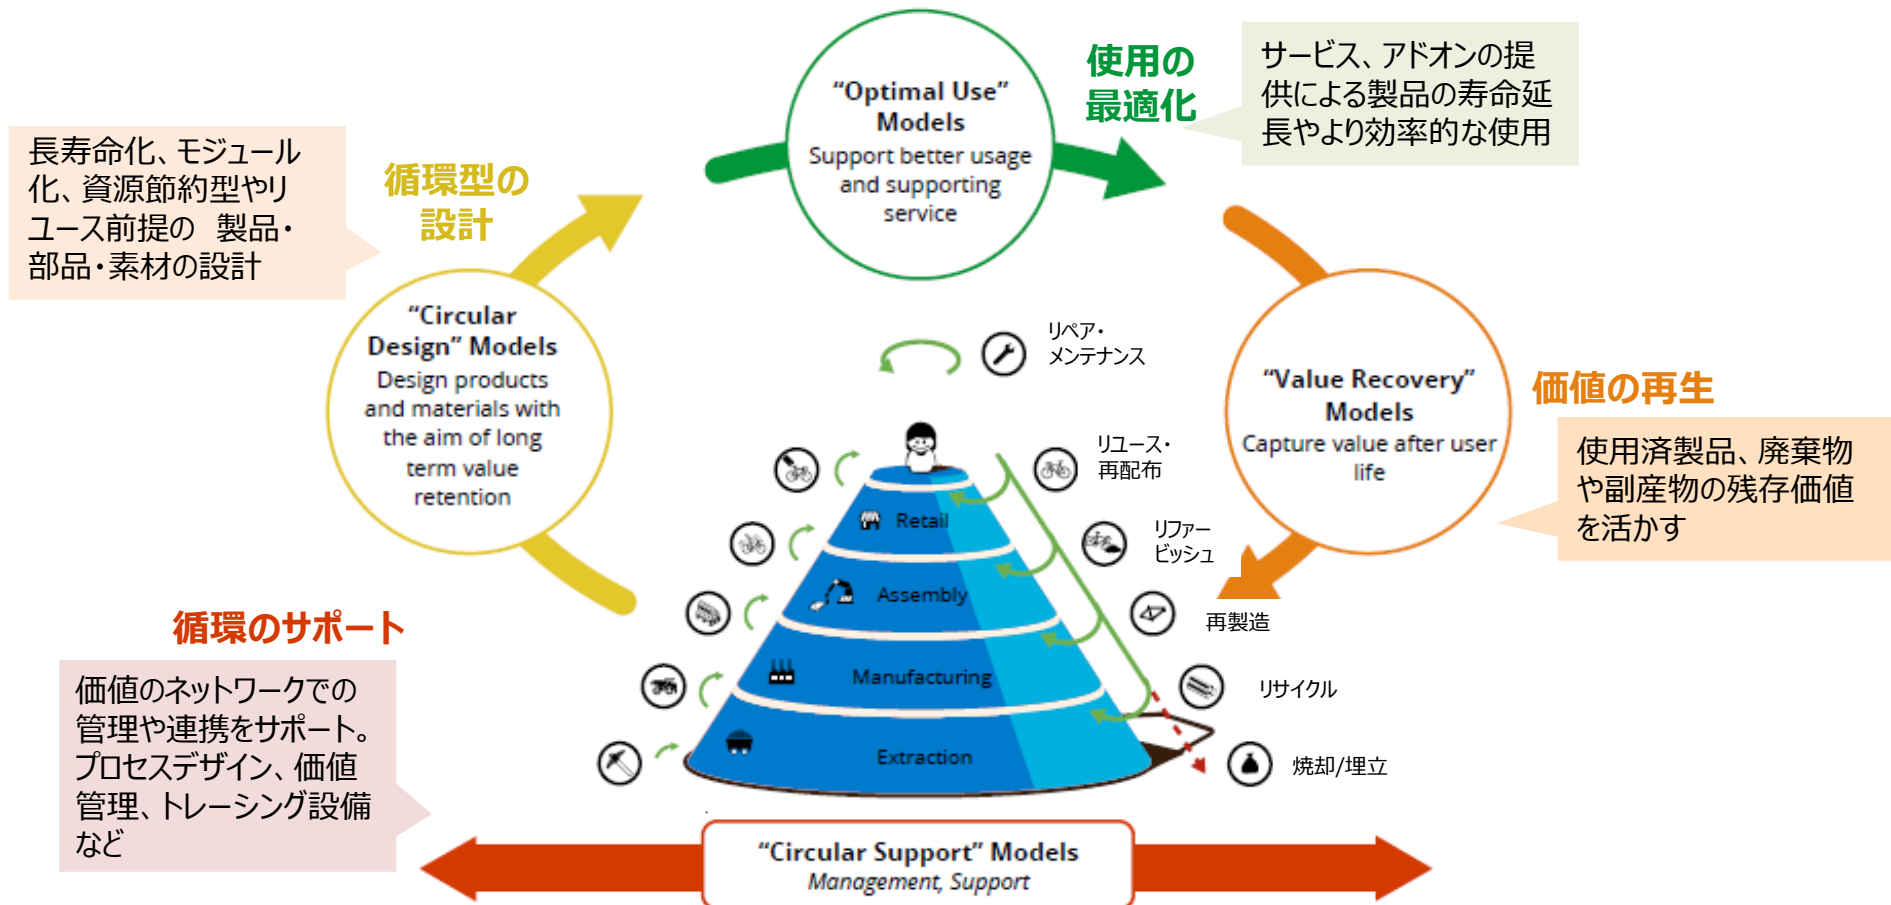 使用の
最適化
サービス、アドオンの提
供による製品の寿命延
長やより効率的な使用
“Optimal Use”
Models
Support better usage
and supporting
service
長寿命化、モジュール
化、資源節約型やリ
ユース前提の 製品・
部品・素材の設計
循環型の
設計
“Circular
Design” Models
Design products
and materials with
the aim of long
term value
retention
リペア・
メンテナンス
“Value Recovery”
Models
Capture value after user
life
価値の再生
使用済製品、廃棄物
や副産物の残存価値
を活かす
リユース・
再配布
リファー
ビッシュ
再製造
リサイクル
焼却/埋立
Retail
Assembly
Manufacturing
Extraction
循環のサポート
価値のネットワークでの
管理や連携をサポート。
プロセスデザイン、価値
管理、トレーシング設備
など
“Circular Support” Models
Management, Support